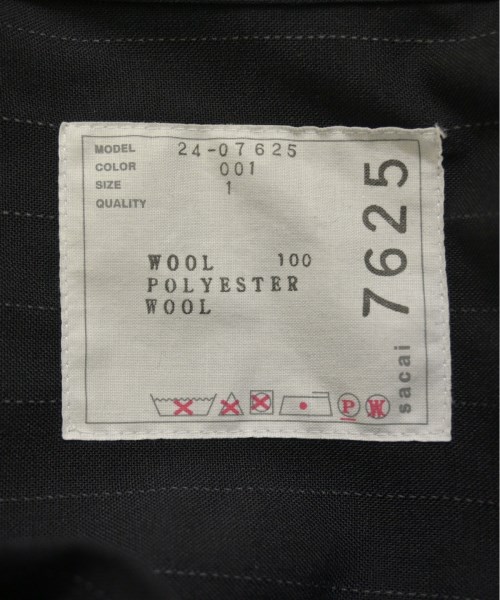 MODEL 24-07625
COLOR 001
SIZE 1
QUALITY
WOOL 100
POLYESTER
WOOL
P W
sacai 7625